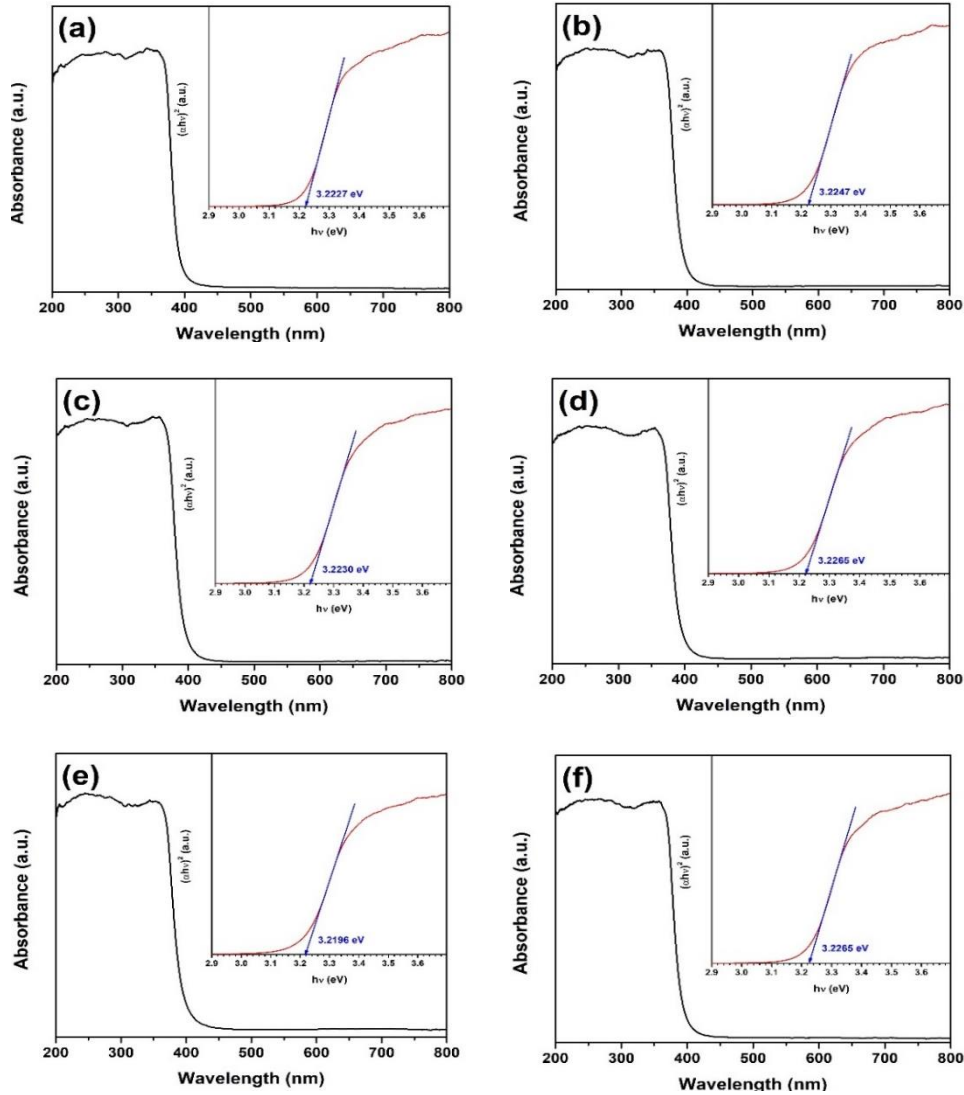 (a)
Absorbance (a.u.)
(αhν)² (a.u.)
3.2227 eV
2.9 3.0 3.1 3.2 3.3 3.4 3.5 3.6
hν (eV)
200 300 400 500 600 700 800
Wavelength (nm)
(b)
Absorbance (a.u.)
(αhν)² (a.u.)
3.2247 eV
2.9 3.0 3.1 3.2 3.3 3.4 3.5 3.6
hν (eV)
200 300 400 500 600 700 800
Wavelength (nm)
(c)
Absorbance (a.u.)
(αhν)² (a.u.)
3.2230 eV
2.9 3.0 3.1 3.2 3.3 3.4 3.5 3.6
hν (eV)
200 300 400 500 600 700 800
Wavelength (nm)
(d)
Absorbance (a.u.)
(αhν)² (a.u.)
3.2265 eV
2.9 3.0 3.1 3.2 3.3 3.4 3.5 3.6
hν (eV)
200 300 400 500 600 700 800
Wavelength (nm)
(e)
Absorbance (a.u.)
(αhν)² (a.u.)
3.2196 eV
2.9 3.0 3.1 3.2 3.3 3.4 3.5 3.6
hν (eV)
200 300 400 500 600 700 800
Wavelength (nm)
(f)
Absorbance (a.u.)
(αhν)² (a.u.)
3.2265 eV
2.9 3.0 3.1 3.2 3.3 3.4 3.5 3.6
hν (eV)
200 300 400 500 600 700 800
Wavelength (nm)